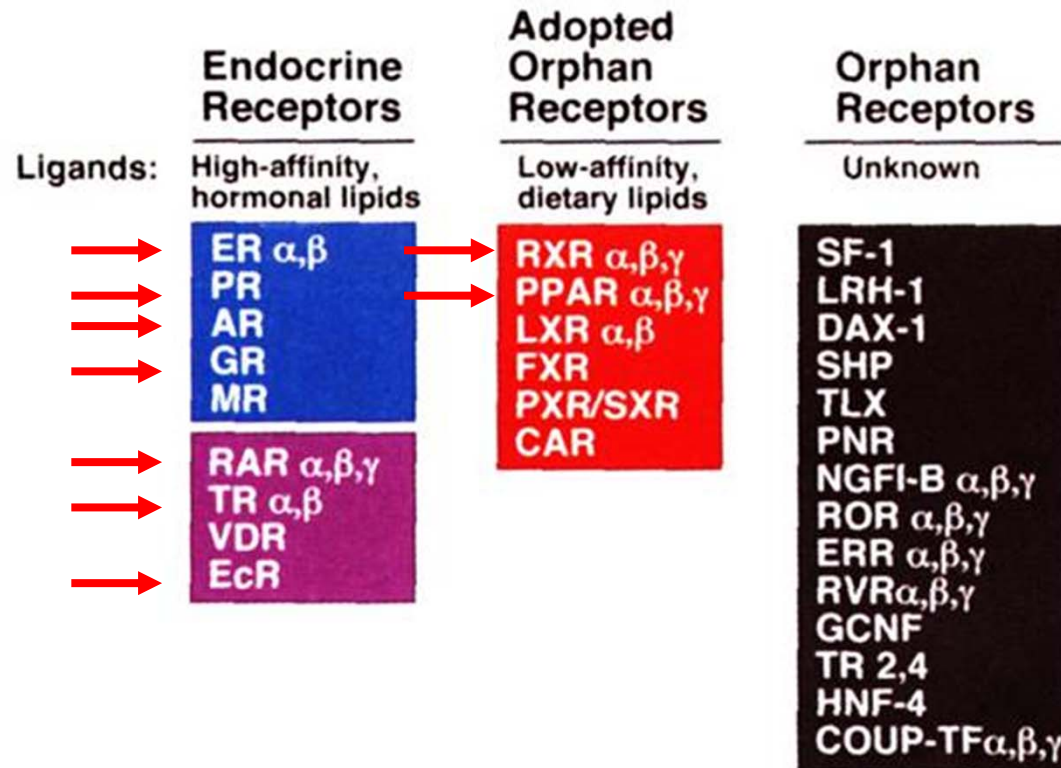 Endocrine
Receptors
Adopted
Orphan
Receptors
Orphan
Receptors
Ligands:
High-affinity,
hormonal lipids
Low-affinity,
dietary lipids
Unknown
ER α,β
PR
AR
GR
MR
RAR α,β,γ
TR α,β
VDR
EcR
RXR α,β,γ
PPAR α,β,γ
LXR α,β
FXR
PXR/SXR
CAR
SF-1
LRH-1
DAX-1
SHP
TLX
PNR
NGFI-B α,β,γ
ROR α,β,γ
ERR α,β,γ
RVRα,β,γ
GCNF
TR 2,4
HNF-4
COUP-TFα,β,γ